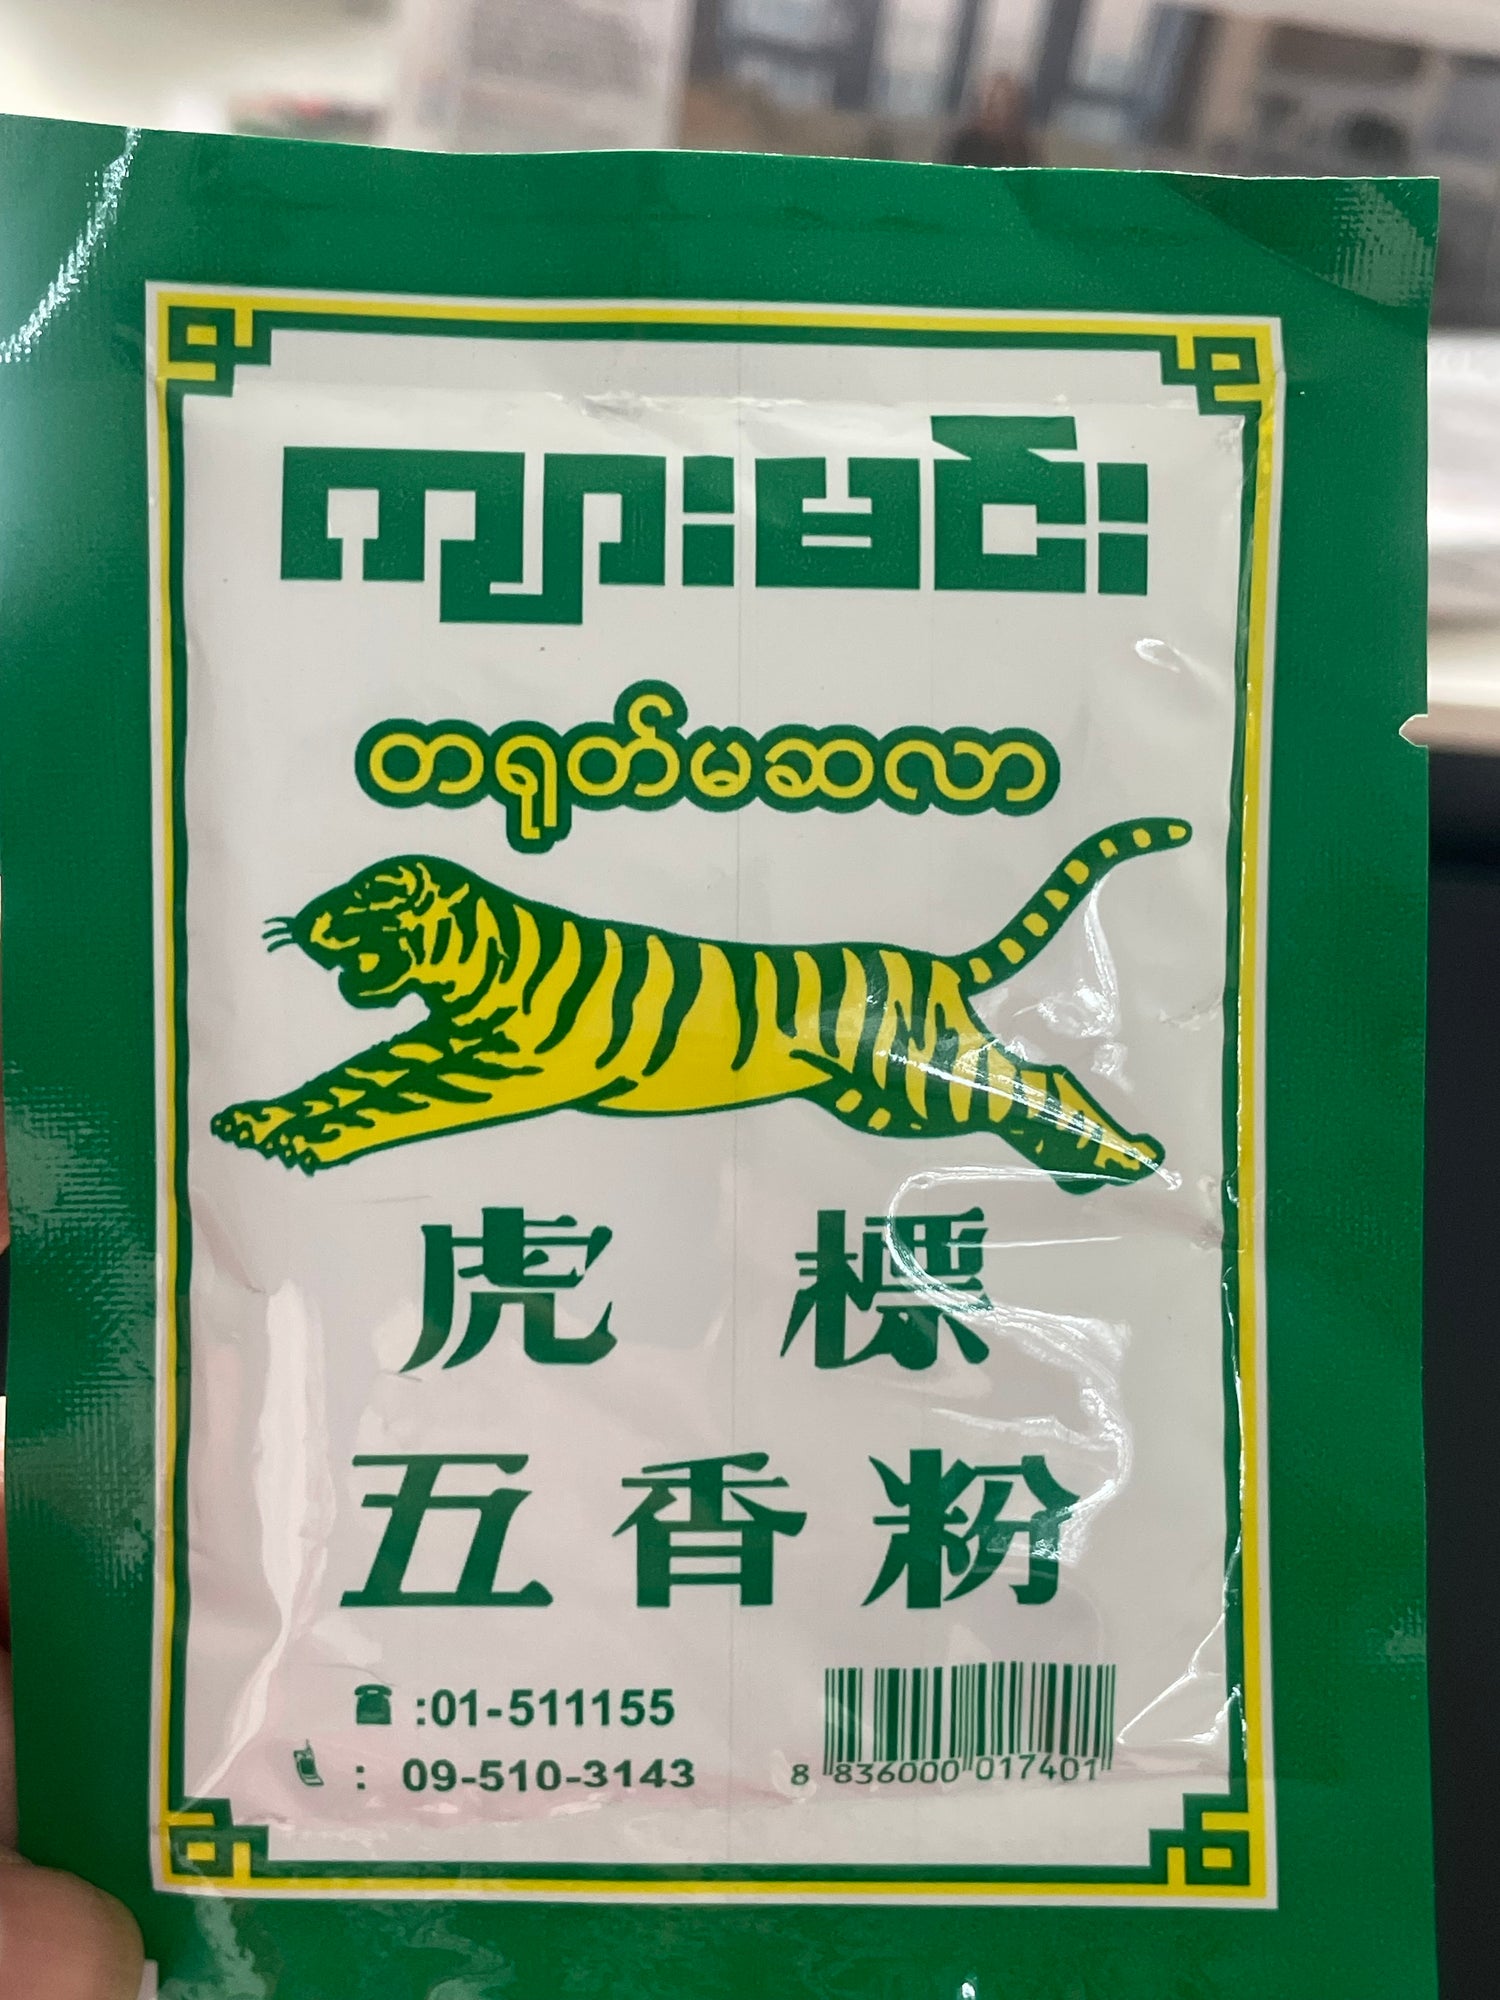 ကျားမင်း
တရုတ်မဆလာ
虎 標
五香粉
:01-511155
: 09-510-3143
8 836000 017401